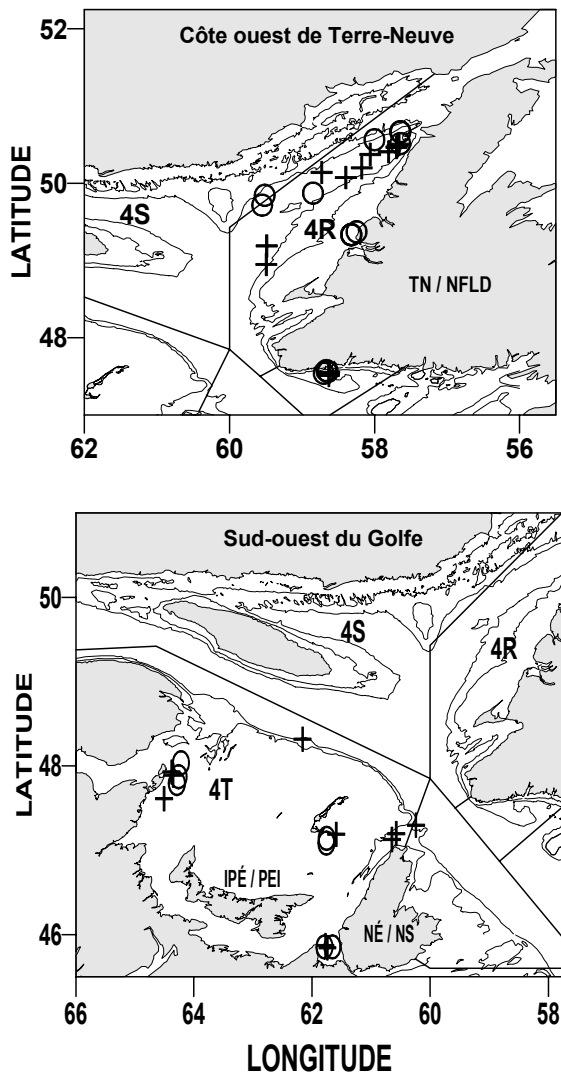 Côte ouest de Terre-Neuve
52
50
48
LATITUDE
4S
4R
TN / NFLD
62 60 58 56
Sud-ouest du Golfe
50
48
46
LATITUDE
4S
4R
4T
IPÉ / PEI
NÉ / NS
66 64 62 60 58
LONGITUDE